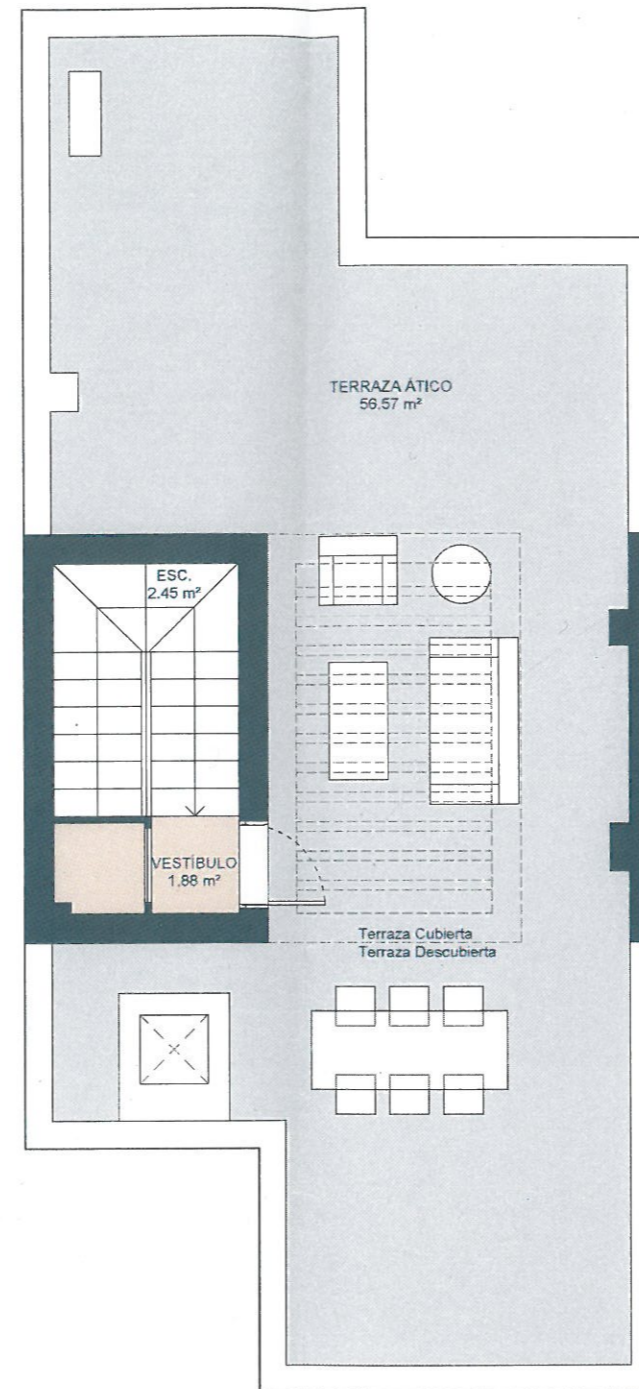 TERRAZA ÁTICO
56.57 m²
ESC.
2.45 m²
VESTÍBULO
1.88 m²
Terraza Cubierta
Terraza Descubierta